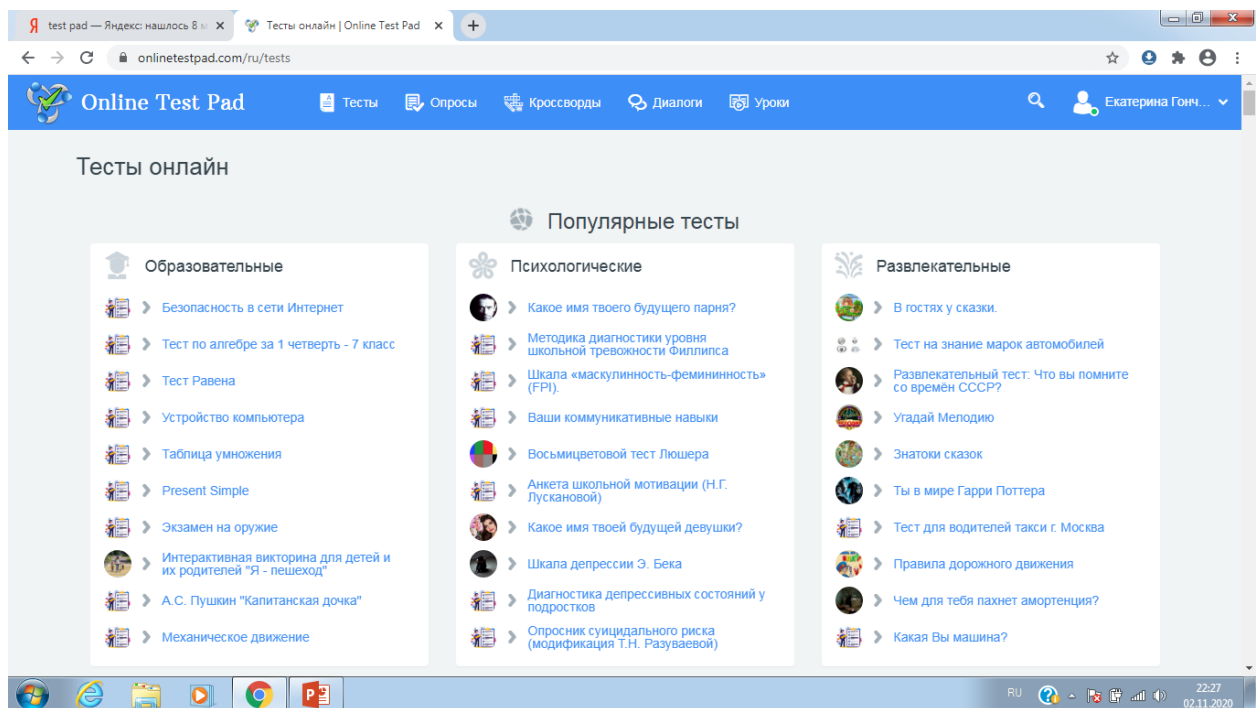 test pad — Яндекс: нашлось 8 м
Тесты онлайн | Online Test Pad
onlinetestpad.com/ru/tests
Online Test Pad
Тесты
Опросы
Кроссворды
Диалоги
Уроки
Екатерина Гонч...
Тесты онлайн
Популярные тесты
Образовательные
Безопасность в сети Интернет
Тест по алгебре за 1 четверть - 7 класс
Тест Равена
Устройство компьютера
Таблица умножения
Present Simple
Экзамен на оружие
Интерактивная викторина для детей и
их родителей "Я - пешеход"
А.С. Пушкин "Капитанская дочка"
Механическое движение
Психологические
Какое имя твоего будущего парня?
Методика диагностики уровня
школьной тревожности Филлипса
Шкала «маскулинность-фемининность»
(FPI).
Ваши коммуникативные навыки
Восьмицветовой тест Люшера
Анкета школьной мотивации (Н.Г.
Лускановой)
Какое имя твоей будущей девушки?
Шкала депрессии Э. Бека
Диагностика депрессивных состояний у
подростков
Опросник суицидального риска
(модификация Т.Н. Разуваевой)
Развлекательные
В гостях у сказки.
Тест на знание марок автомобилей
Развлекательный тест: Что вы помните
со времён СССР?
Угадай Мелодию
Знатоки сказок
Ты в мире Гарри Поттера
Тест для водителей такси г. Москва
Правила дорожного движения
Чем для тебя пахнет амортенция?
Какая Вы машина?
RU
22:27
02.11.2020